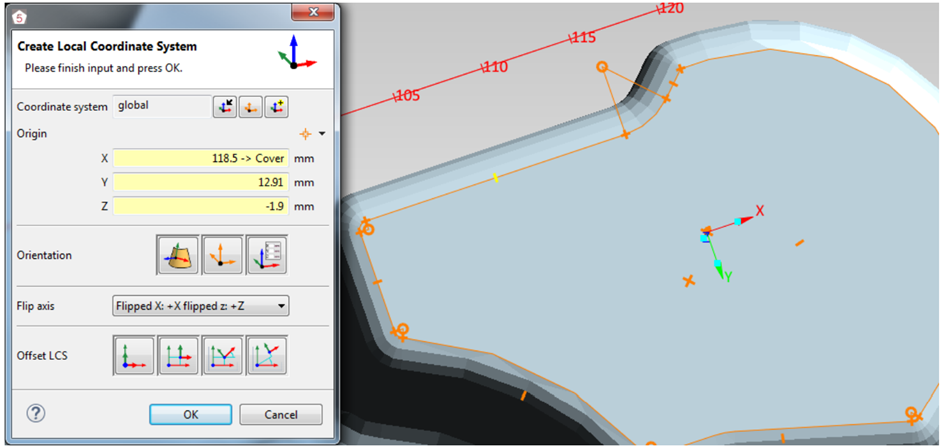 5
Create Local Coordinate System
Please finish input and press OK.
Coordinate system global
Origin
X 118.5 -> Cover mm
Y 12.91 mm
Z -1.9 mm
Orientation
Flip axis Flipped X: +X flipped z: +Z
Offset LCS
? OK Cancel
120
115
110
105
X
Y